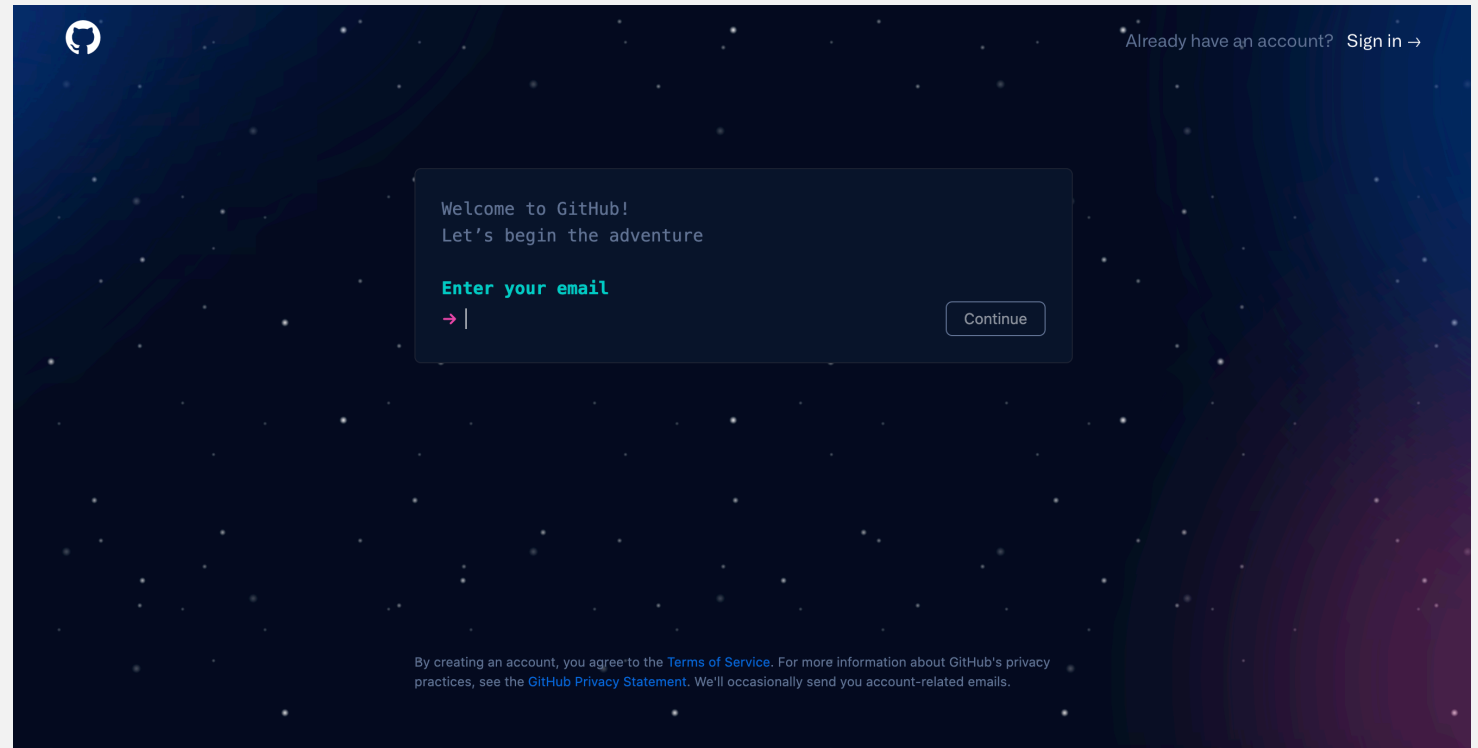 Already have an account? Sign in →
Welcome to GitHub!
Let’s begin the adventure
Enter your email
→
Continue
By creating an account, you agree to the Terms of Service. For more information about GitHub's privacy
practices, see the GitHub Privacy Statement. We'll occasionally send you account-related emails.